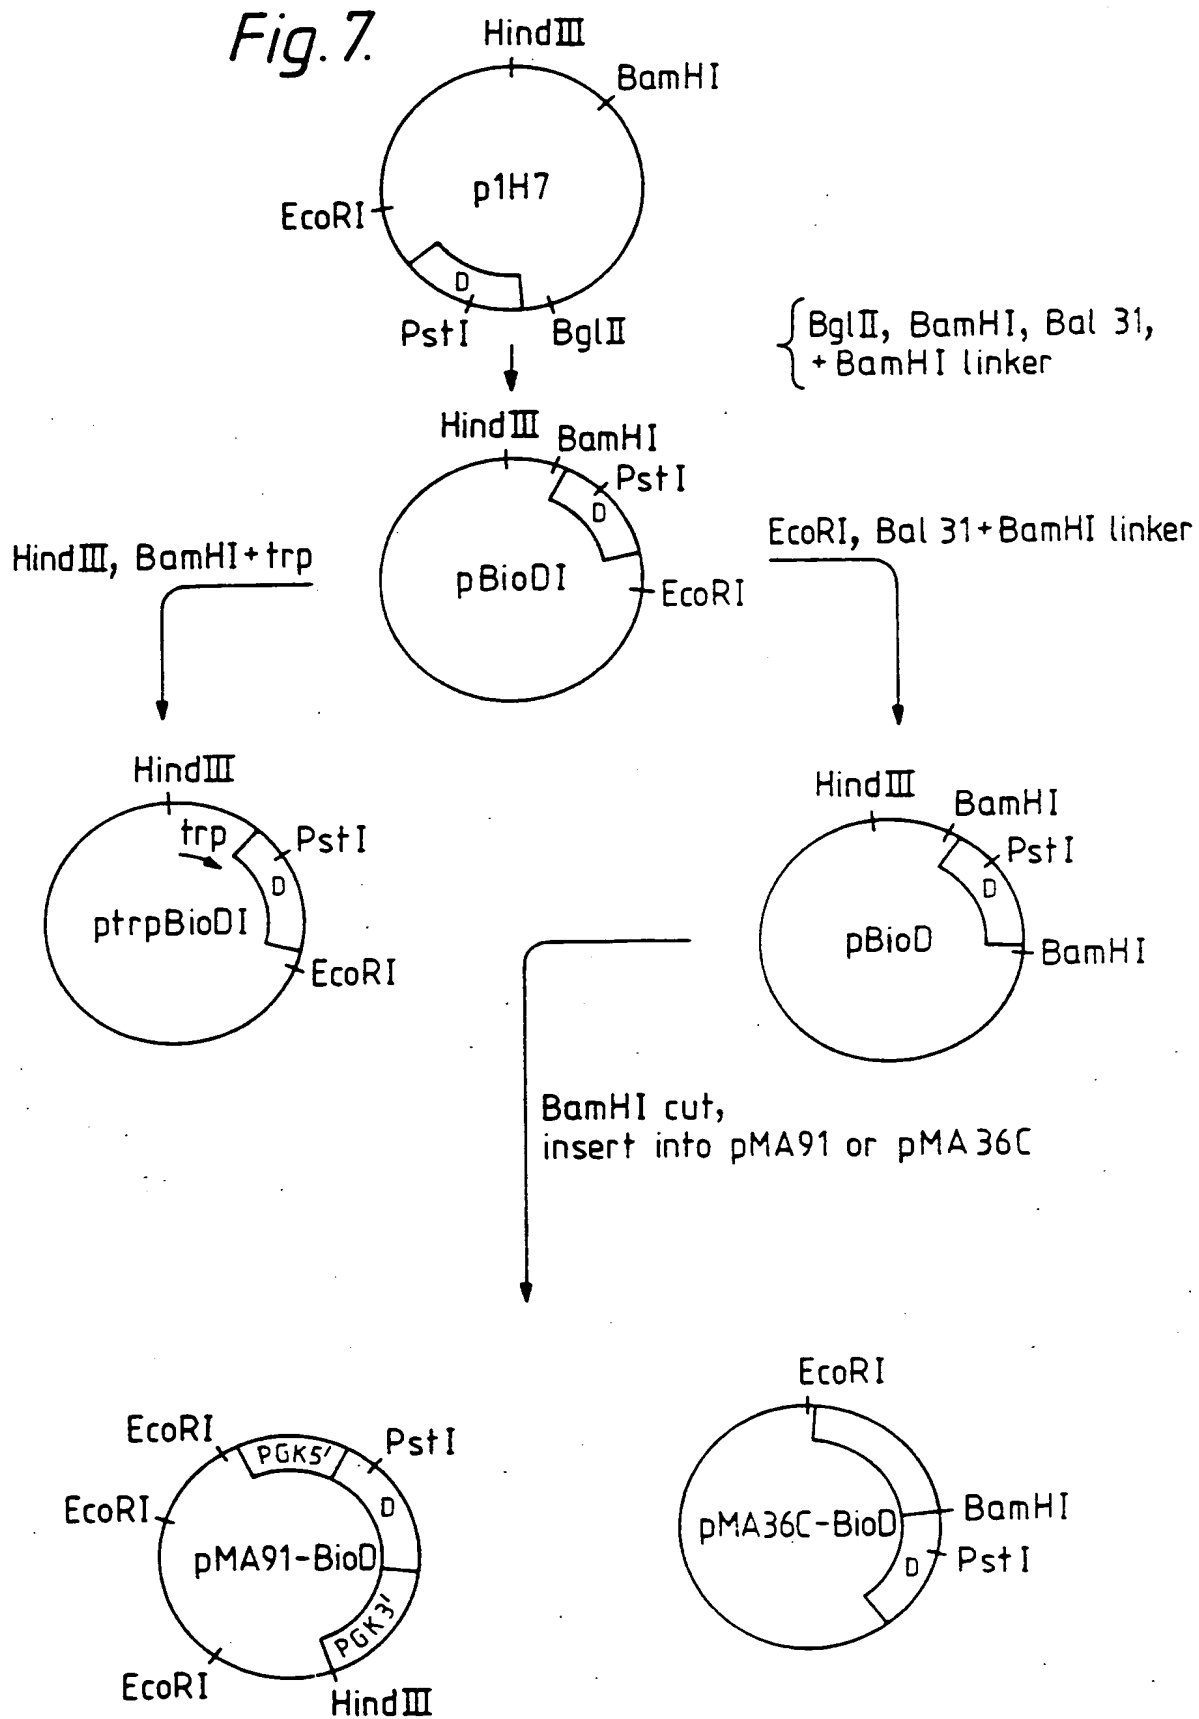 Fig. 7.
HindIII
BamHI
p1H7
EcoRI
D
PstI
BglII
BglII, BamHI, Bal 31,
+ BamHI linker
HindIII
BamHI
PstI
D
pBioDI
EcoRI
HindIII, BamHI+trp
EcoRI, Bal 31+BamHI linker
HindIII
trp
PstI
D
ptrpBioDI
EcoRI
HindIII
BamHI
PstI
D
pBioD
BamHI
BamHI cut,
insert into pMA91 or pMA36C
EcoRI
PGK5'
PstI
EcoRI
D
pMA91-BioD
PGK3'
EcoRI
HindIII
EcoRI
pMA36C-BioD
BamHI
D
PstI